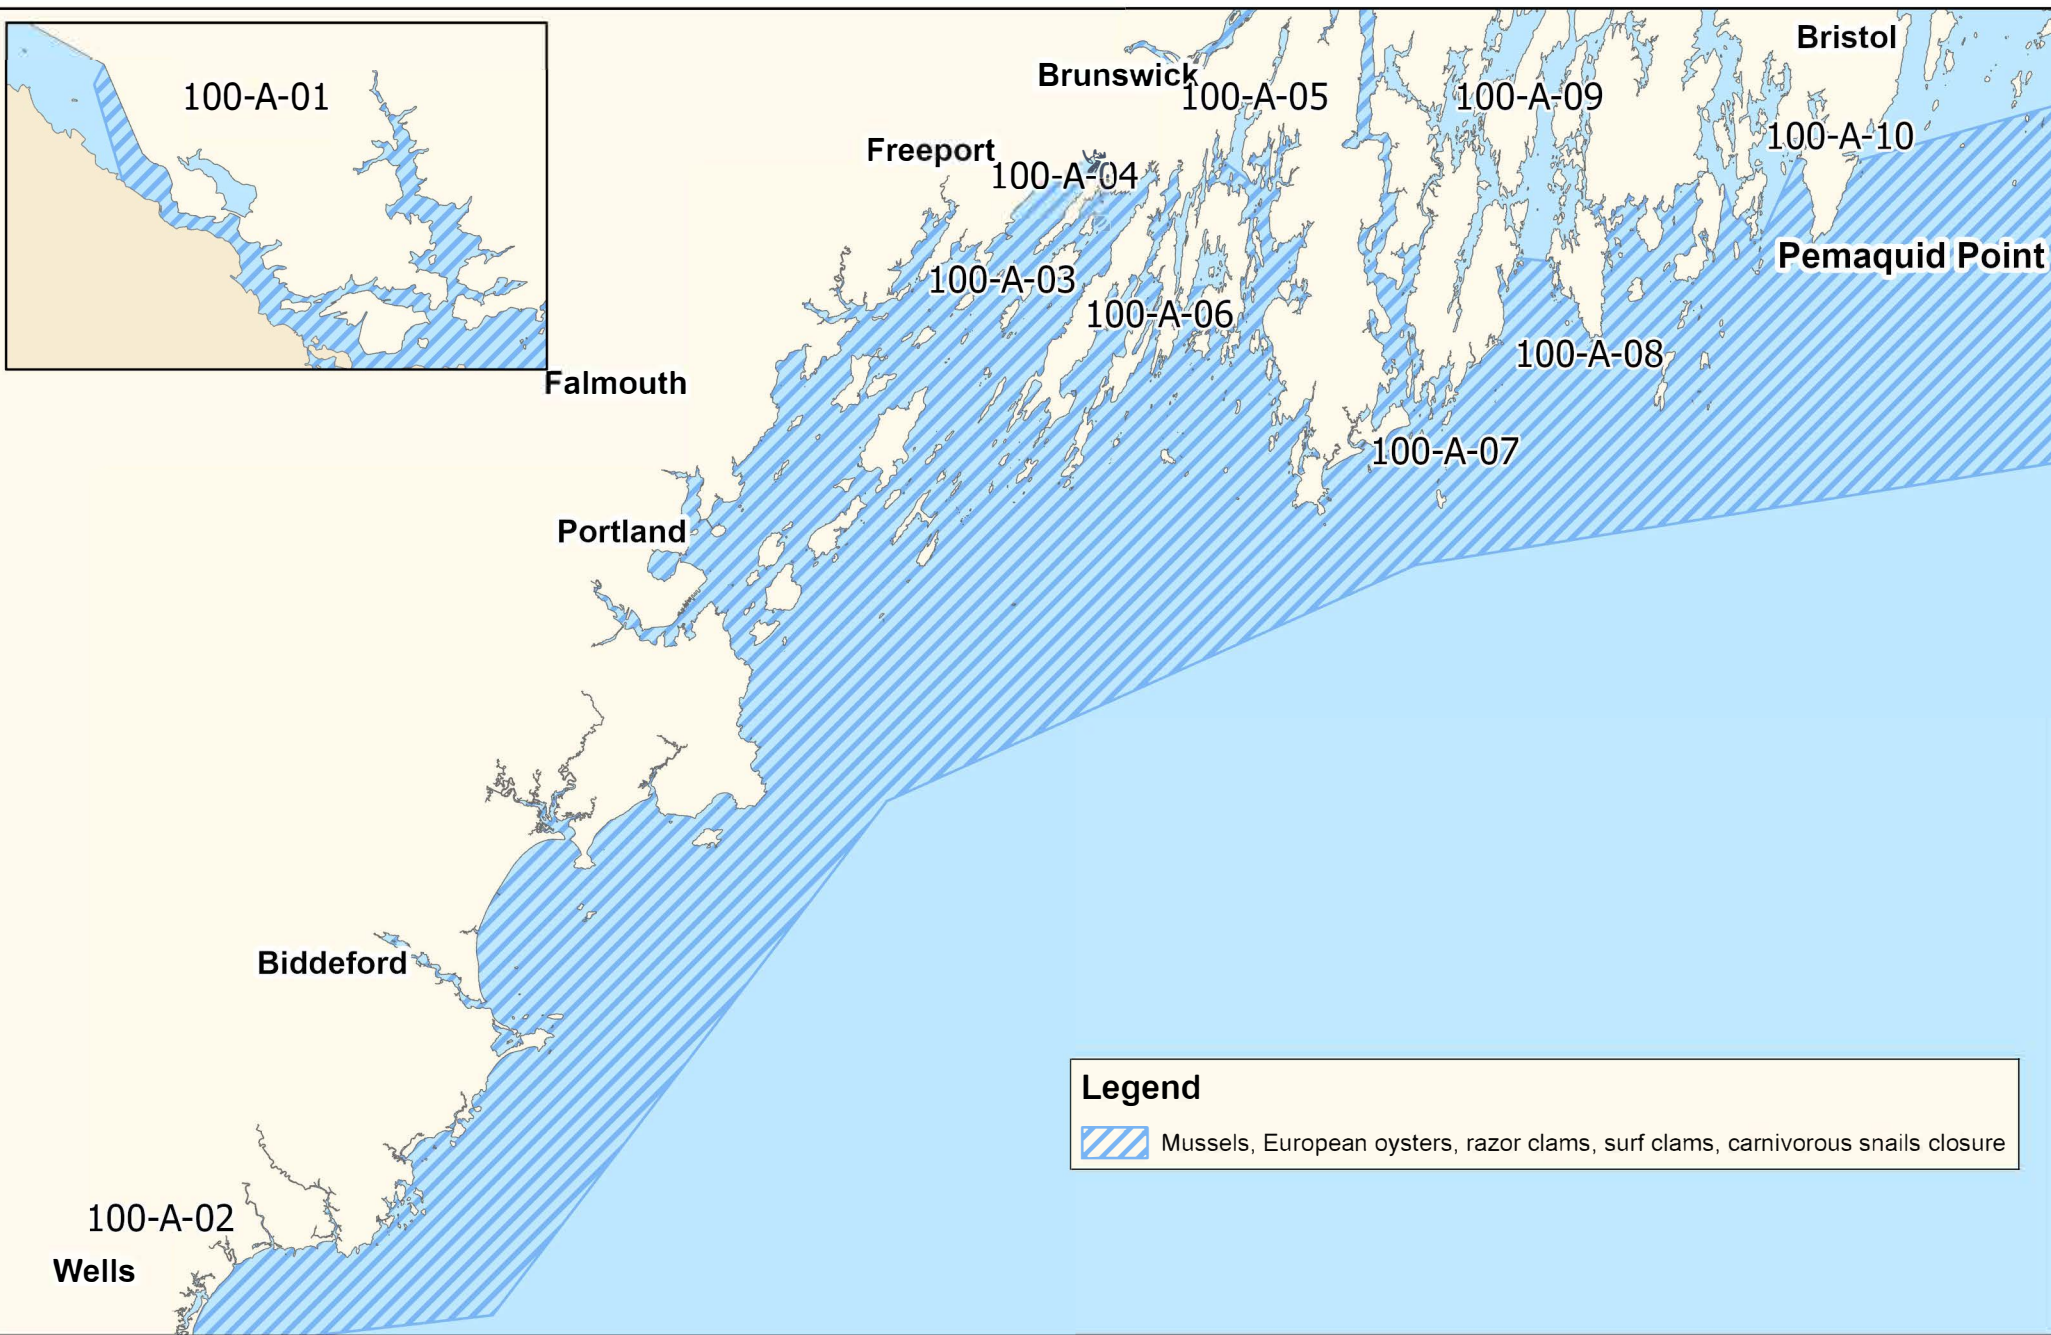 Bristol
Brunswick
100-A-01
100-A-05
100-A-09
100-A-10
Freeport
100-A-04
Pemaquid Point
100-A-03
100-A-06
100-A-08
Falmouth
100-A-07
Portland
Biddeford
Legend
Mussels, European oysters, razor clams, surf clams, carnivorous snails closure
100-A-02
Wells